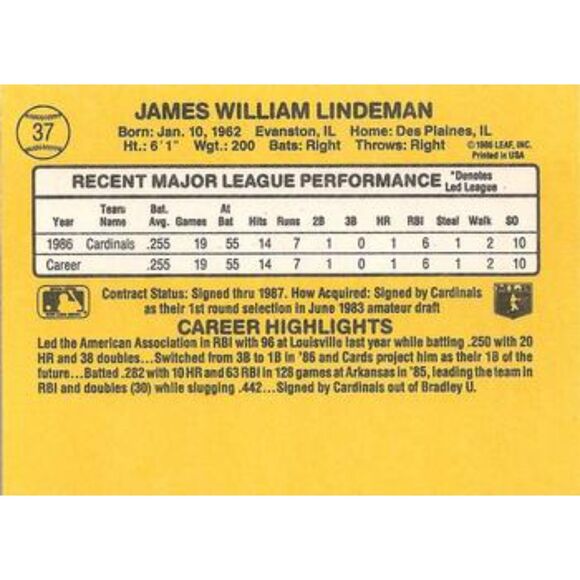 37
JAMES WILLIAM LINDEMAN
Born: Jan. 10, 1962 Evanston, IL Home: Des Plaines, IL
Ht.: 6'1" Wgt.: 200 Bats: Right Throws: Right © 1986 LEAF, INC.
Printed in USA
RECENT MAJOR LEAGUE PERFORMANCE *Denotes Led League
Year Team Name Bat. Avg. Games At Bat Hits Runs 2B 3B HR RBI Steal Walk SO
1986 Cardinals .255 19 55 14 7 1 0 1 6 1 2 10
Career .255 19 55 14 7 1 0 1 6 1 2 10
Contract Status: Signed thru 1987. How Acquired: Signed by Cardinals
as their 1st round selection in June 1983 amateur draft
CAREER HIGHLIGHTS
Led the American Association in RBI with 96 at Louisville last year while batting .250 with 20
HR and 38 doubles...Switched from 3B to 1B in '86 and Cards project him as their 1B of the
future...Batted .282 with 10 HR and 63 RBI in 128 games at Arkansas in '85, leading the team in
RBI and doubles (30) while slugging .442...Signed by Cardinals out of Bradley U.